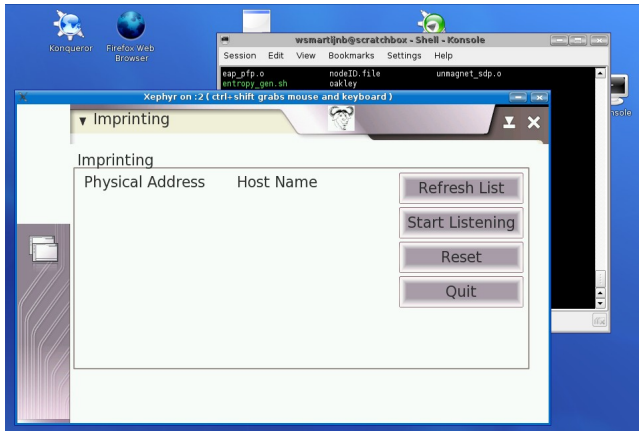 Konqueror
Firefox Web
Browser
wsmartijnb@scratchbox - Shell - Konsole
Session Edit View Bookmarks Settings Help
eap_pfp.o nodeID.file unmagnet_sdp.o
entropy_gen.sh oakley
nsole
Xephyr on :2 ( ctrl+shift grabs mouse and keyboard )
Imprinting
Imprinting
Physical Address Host Name
Refresh List
Start Listening
Reset
Quit